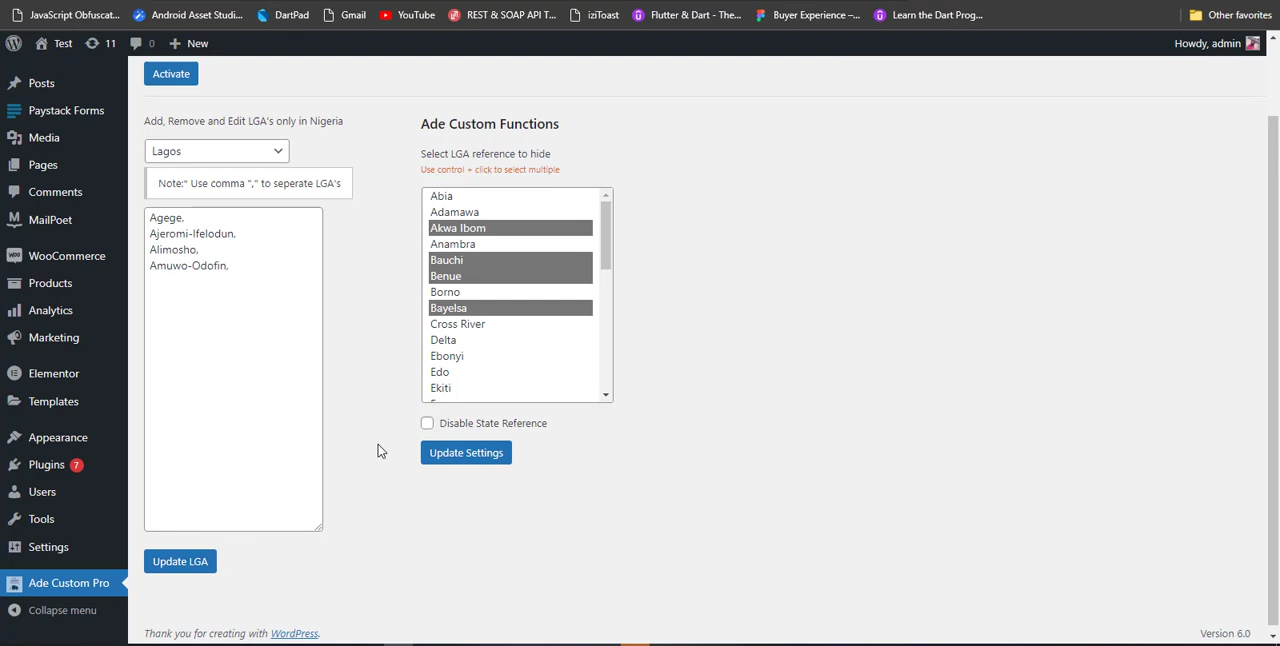 JavaScript Obfuscat...
Android Asset Studi...
DartPad
Gmail
YouTube
REST & SOAP API T...
iziToast
Flutter & Dart - The...
Buyer Experience –...
Learn the Dart Prog...
Other favorites
Test
11
0
New
Howdy, admin
Posts
Paystack Forms
Media
Pages
Comments
MailPoet
WooCommerce
Products
Analytics
Marketing
Elementor
Templates
Appearance
Plugins 7
Users
Tools
Settings
Ade Custom Pro
Collapse menu
Activate
Add, Remove and Edit LGA's only in Nigeria
Lagos
Note:" Use comma "," to seperate LGA's
Agege,
Ajeromi-Ifelodun,
Alimosho,
Amuwo-Odofin,
Update LGA
Ade Custom Functions
Select LGA reference to hide
Use control + click to select multiple
Abia
Adamawa
Akwa Ibom
Anambra
Bauchi
Benue
Borno
Bayelsa
Cross River
Delta
Ebonyi
Edo
Ekiti
Disable State Reference
Update Settings
Thank you for creating with WordPress.
Version 6.0